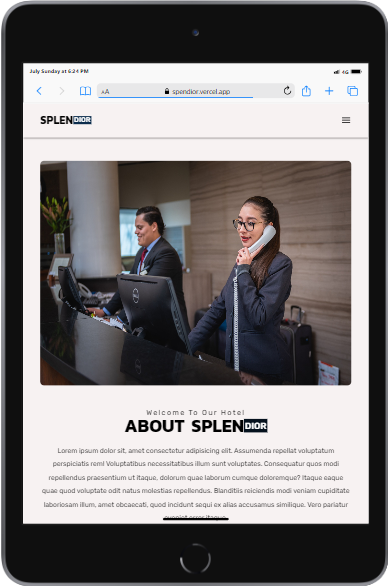 July Sunday at 6:24 PM
4G
AA
spendior.vercel.app
SPLENDIOR
Welcome To Our Hotel
ABOUT SPLENDIOR
Lorem ipsum dolor sit, amet consectetur adipisicing elit. Assumenda repellat voluptatum
perspiciatis rem! Voluptatibus necessitatibus illum sunt voluptates. Consequatur quos modi
repellendus praesentium ut itaque, dolorum quae laborum cumque doloremque? Itaque eaque
quae quod voluptate odit natus molestias repellendus. Blanditiis reiciendis modi veniam cupiditate
laboriosam illum, amet obcaecati, quod incidunt sequi ex alias accusamus similique. Vero pariatur